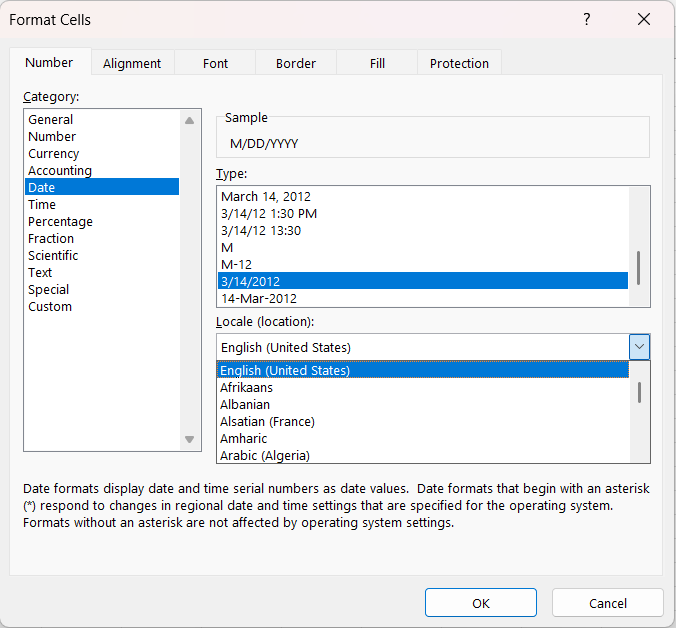 Format Cells
?
Number
Alignment
Font
Border
Fill
Protection
Category:
General
Number
Currency
Accounting
Date
Time
Percentage
Fraction
Scientific
Text
Special
Custom
Sample
M/DD/YYYY
Type:
March 14, 2012
3/14/12 1:30 PM
3/14/12 13:30
M
M-12
3/14/2012
14-Mar-2012
Locale (location):
English (United States)
English (United States)
Afrikaans
Albanian
Alsatian (France)
Amharic
Arabic (Algeria)
Date formats display date and time serial numbers as date values.  Date formats that begin with an asterisk
(*) respond to changes in regional date and time settings that are specified for the operating system.
Formats without an asterisk are not affected by operating system settings.
OK
Cancel